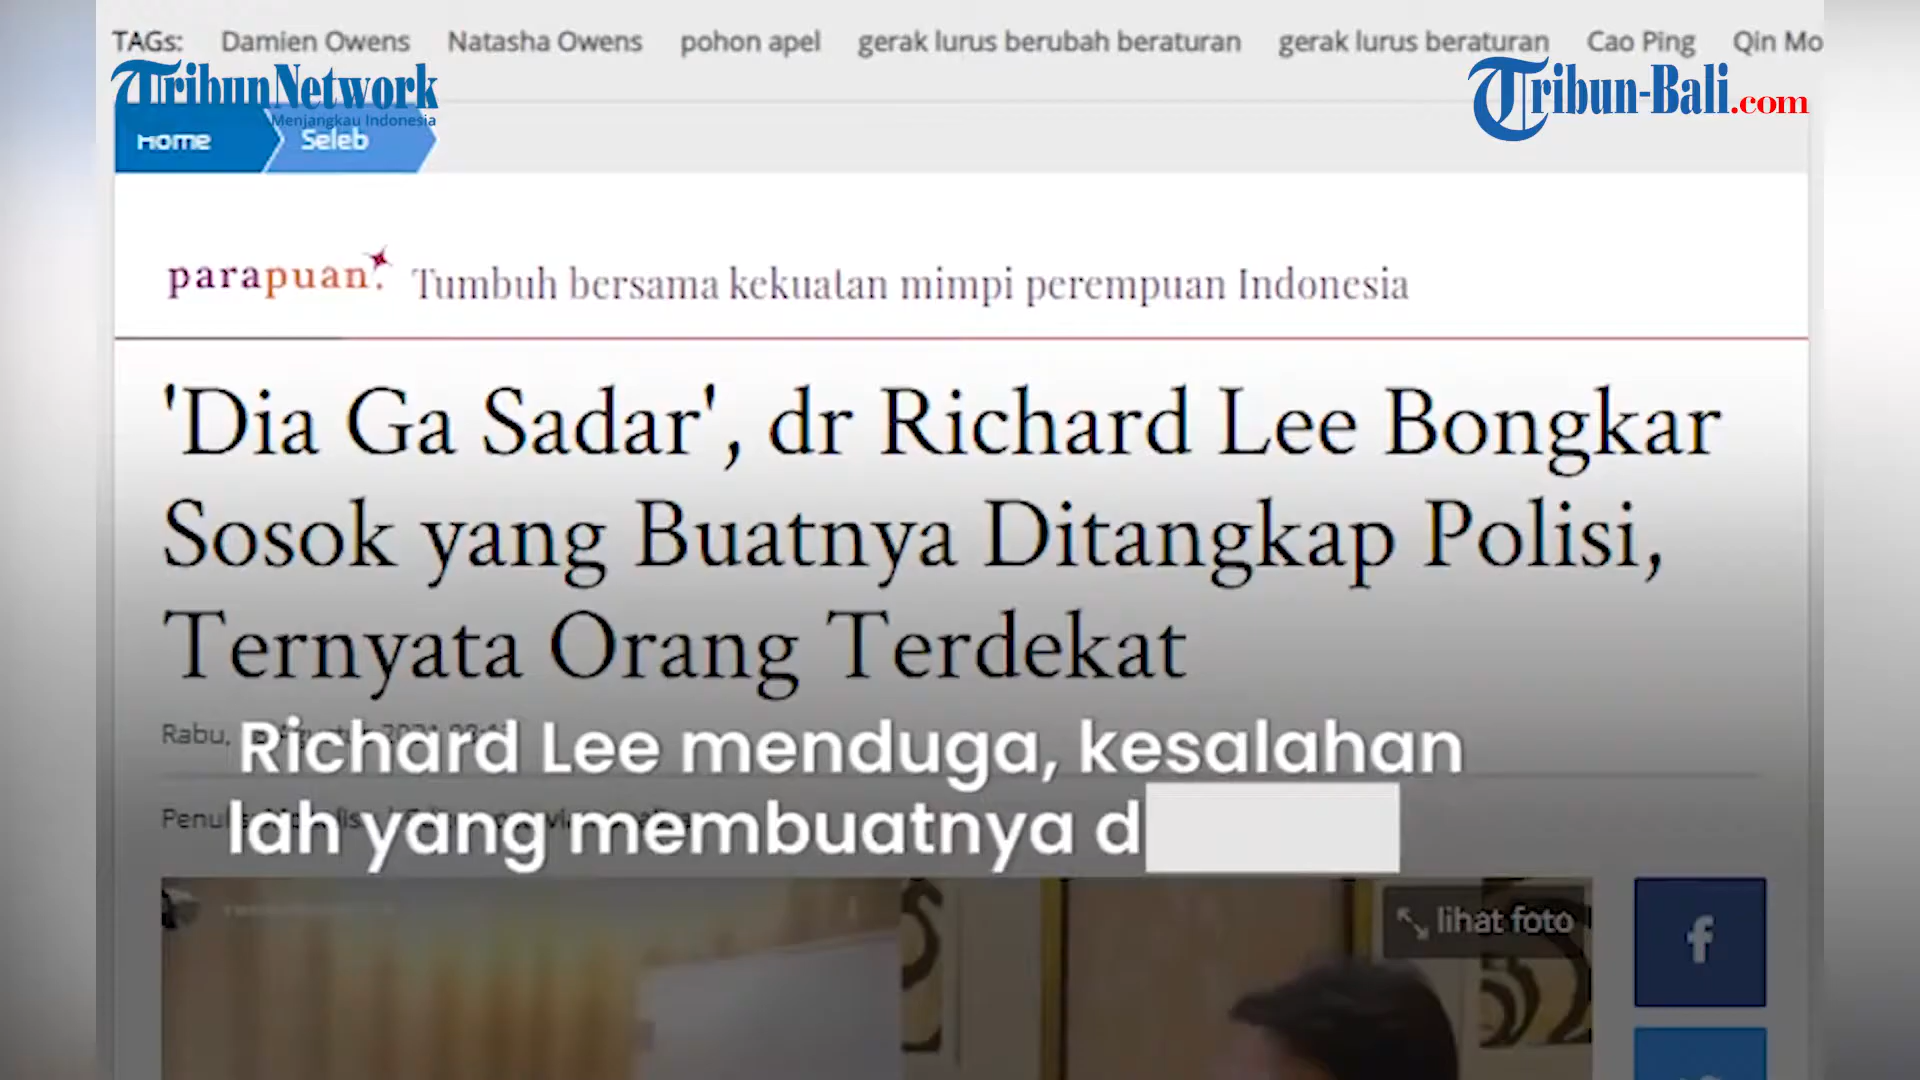 TAGs: Damien Owens Natasha Owens pohon apel gerak lurus berubah beraturan gerak lurus beraturan Cao Ping Qin Mo
TribunNetwork
Menjangkau Indonesia
Tribun-Bali.com
Home Seleb
parapuan. Tumbuh bersama kekuatan mimpi perempuan Indonesia
'Dia Ga Sadar', dr Richard Lee Bongkar
Sosok yang Buatnya Ditangkap Polisi,
Ternyata Orang Terdekat
Rabu,
Richard Lee menduga, kesalahan
lah yang membuatnya d
lihat foto
f